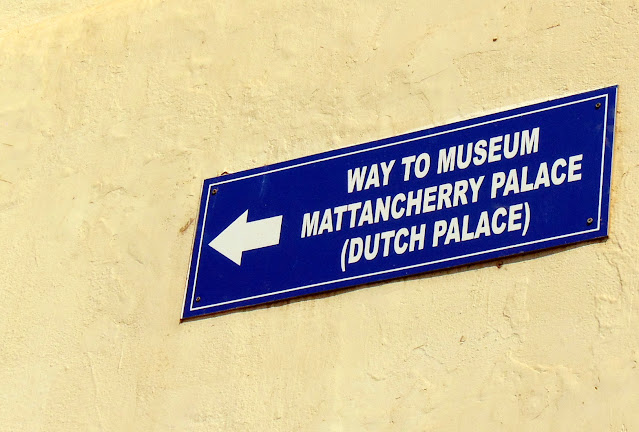 WAY TO MUSEUM
MATTANCHERRY PALACE
(DUTCH PALACE)